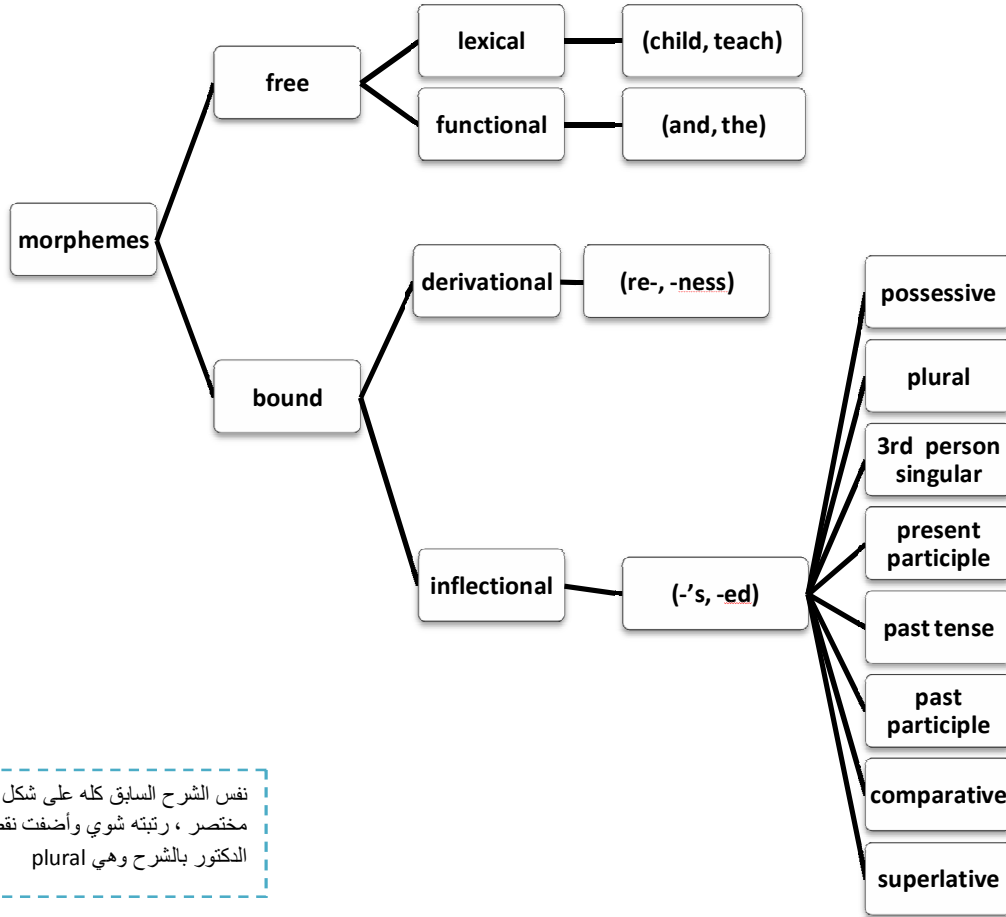 lexical
(child, teach)
free
functional
(and, the)
morphemes
derivational
(re-, -ness)
possessive
plural
bound
3rd person
singular
present
participle
inflectional
(-’s, -ed)
past tense
past
participle
comparative
superlative
نفس الشرح السابق كله على شكل
مختصر ، رتبته شوي وأضفت
الدكتور بالشرح وهي plural